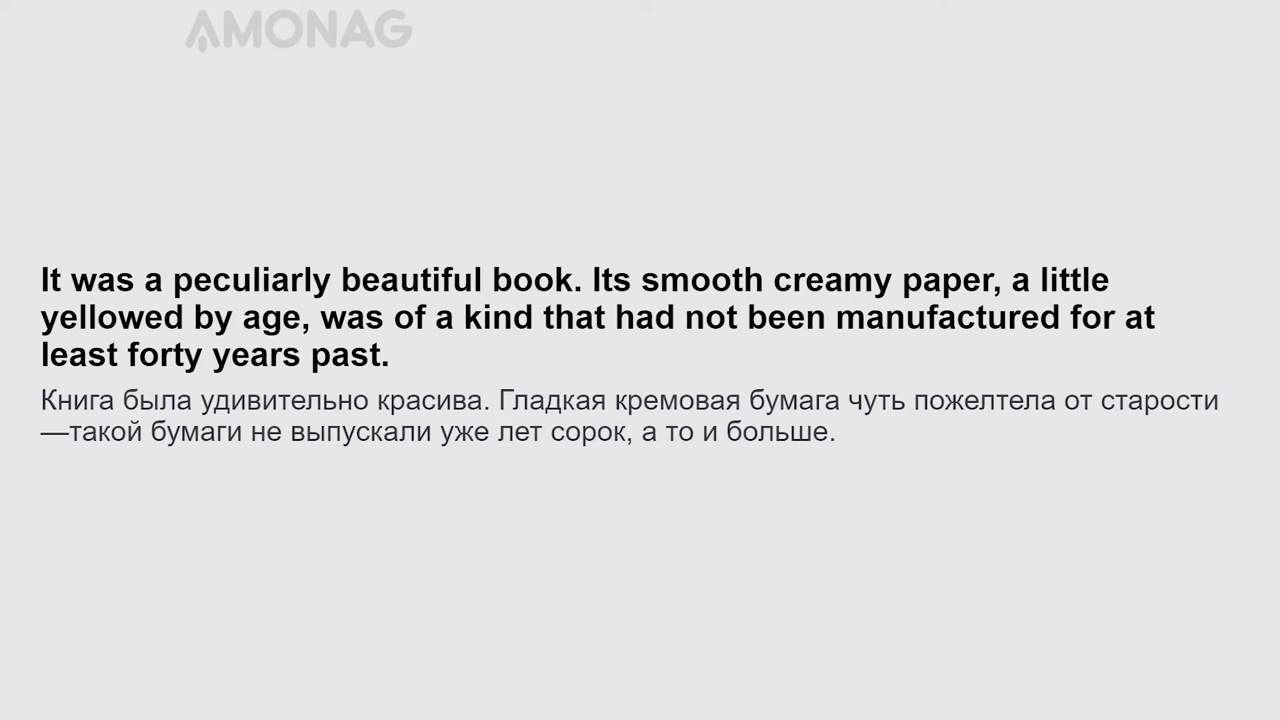 AMONAG
It was a peculiarly beautiful book. Its smooth creamy paper, a little
yellowed by age, was of a kind that had not been manufactured for at
least forty years past.
Книга была удивительно красива. Гладкая кремовая бумага чуть пожелтела от старости
—такой бумаги не выпускали уже лет сорок, а то и больше.